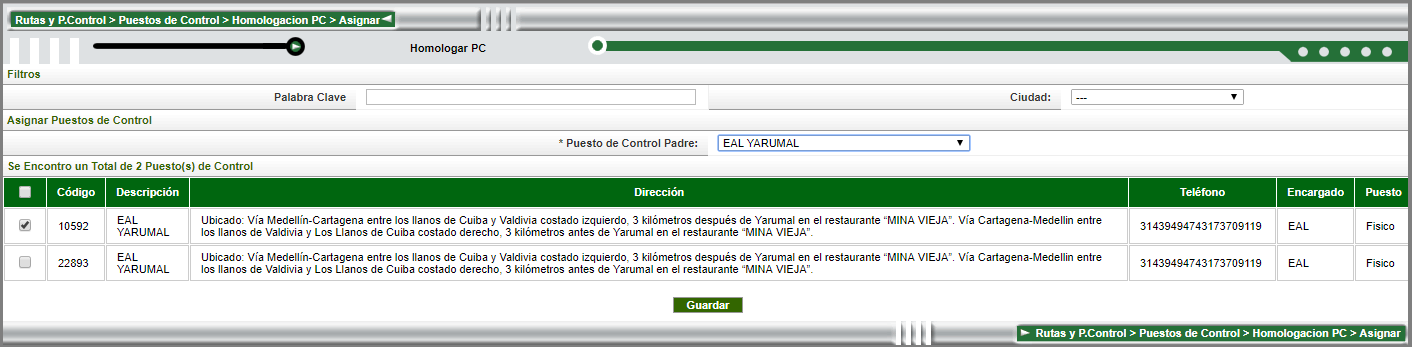 Rutas y P.Control > Puestos de Control > Homologacion PC > Asignar
Homologar PC
Filtros
Palabra Clave
Ciudad: ---
Asignar Puestos de Control
* Puesto de Control Padre: EAL YARUMAL
Se Encontro un Total de 2 Puesto(s) de Control
Código Descripción Dirección Teléfono Encargado Puesto
10592 EAL YARUMAL Ubicado: Vía Medellín-Cartagena entre los llanos de Cuiba y Valdivia costado izquierdo, 3 kilómetros después de Yarumal en el restaurante “MINA VIEJA”. Vía Cartagena-Medellin entre
los llanos de Valdivia y Los Llanos de Cuiba costado derecho, 3 kilómetros antes de Yarumal en el restaurante “MINA VIEJA”. 31439494743173709119 EAL Fisico
22893 EAL YARUMAL Ubicado: Vía Medellín-Cartagena entre los llanos de Cuiba y Valdivia costado izquierdo, 3 kilómetros después de Yarumal en el restaurante “MINA VIEJA”. Vía Cartagena-Medellin entre
los llanos de Valdivia y Los Llanos de Cuiba costado derecho, 3 kilómetros antes de Yarumal en el restaurante “MINA VIEJA”. 31439494743173709119 EAL Fisico
Guardar
Rutas y P.Control > Puestos de Control > Homologacion PC > Asignar